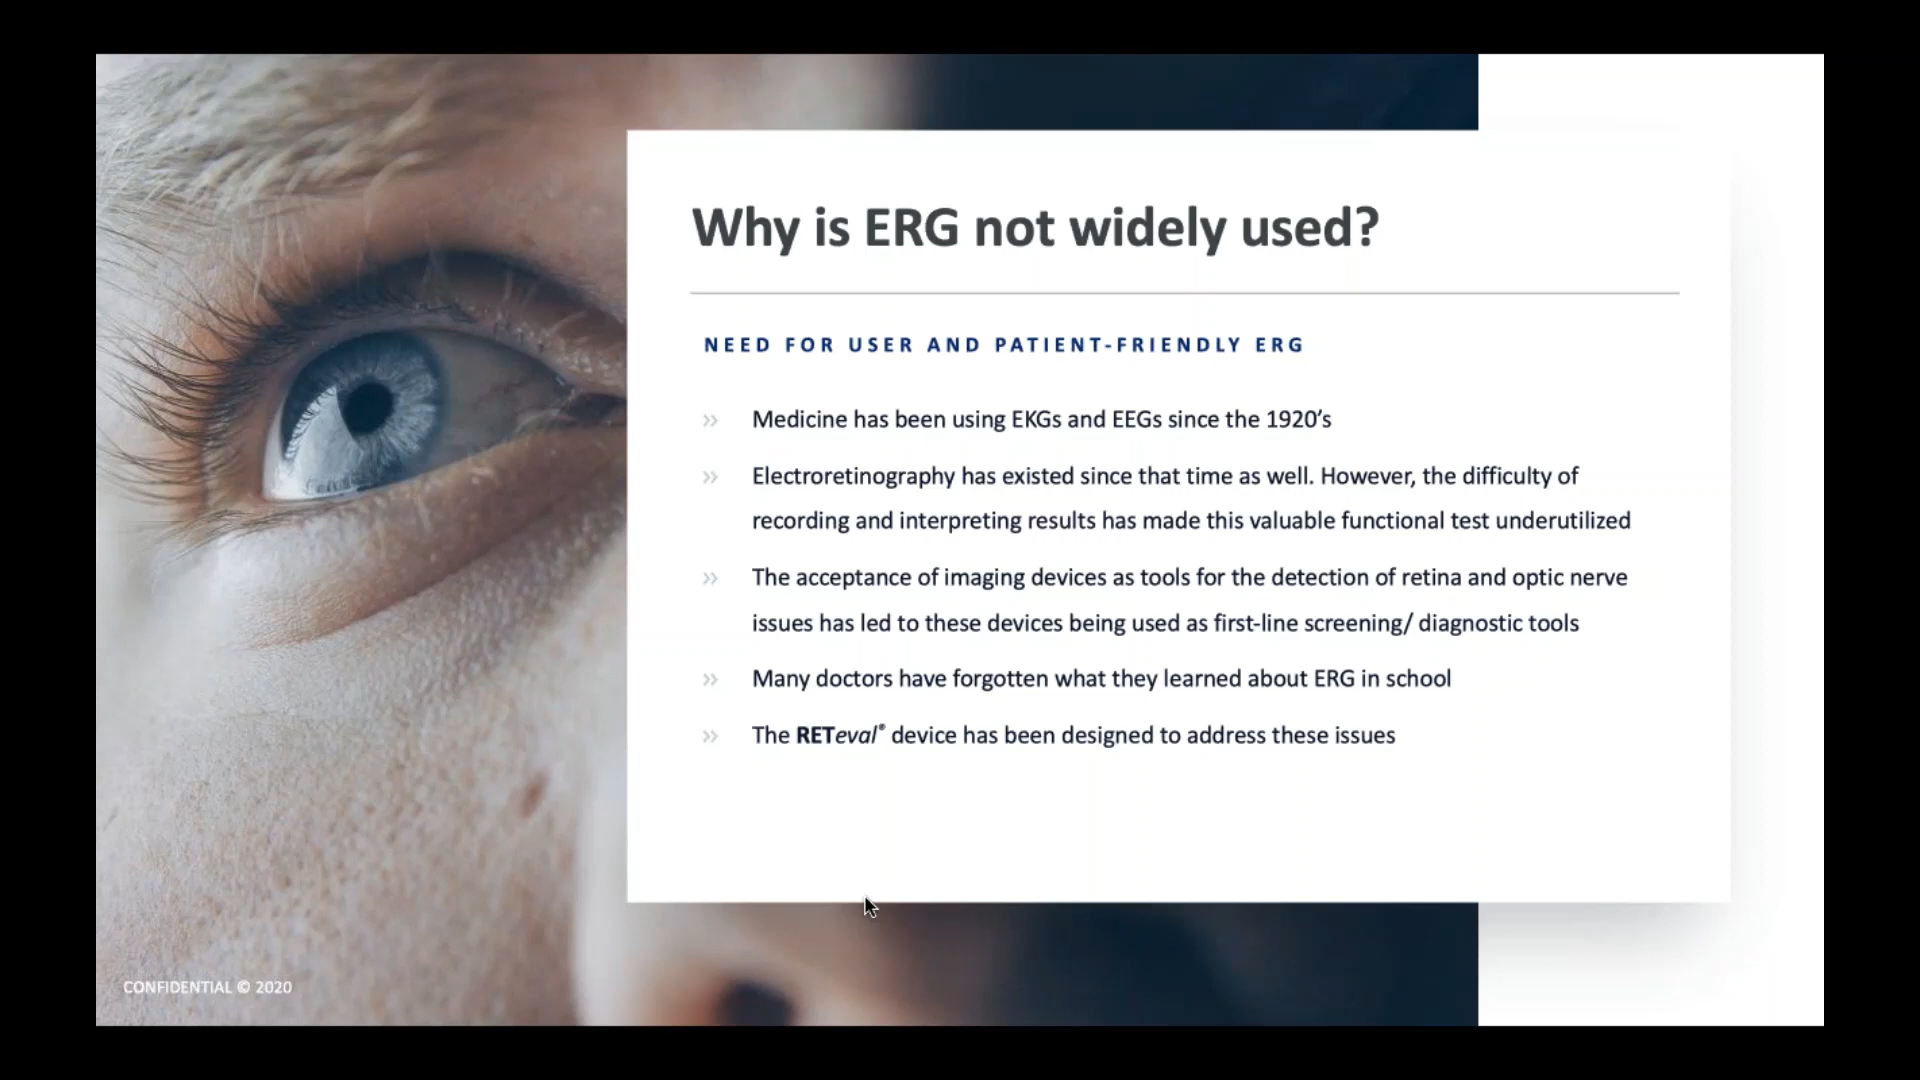 Why is ERG not widely used?
NEED FOR USER AND PATIENT-FRIENDLY ERG
» Medicine has been using EKGs and EEGs since the 1920’s
» Electroretinography has existed since that time as well. However, the difficulty of
recording and interpreting results has made this valuable functional test underutilized
» The acceptance of imaging devices as tools for the detection of retina and optic nerve
issues has led to these devices being used as first-line screening/ diagnostic tools
» Many doctors have forgotten what they learned about ERG in school
» The RETeval® device has been designed to address these issues
CONFIDENTIAL © 2020